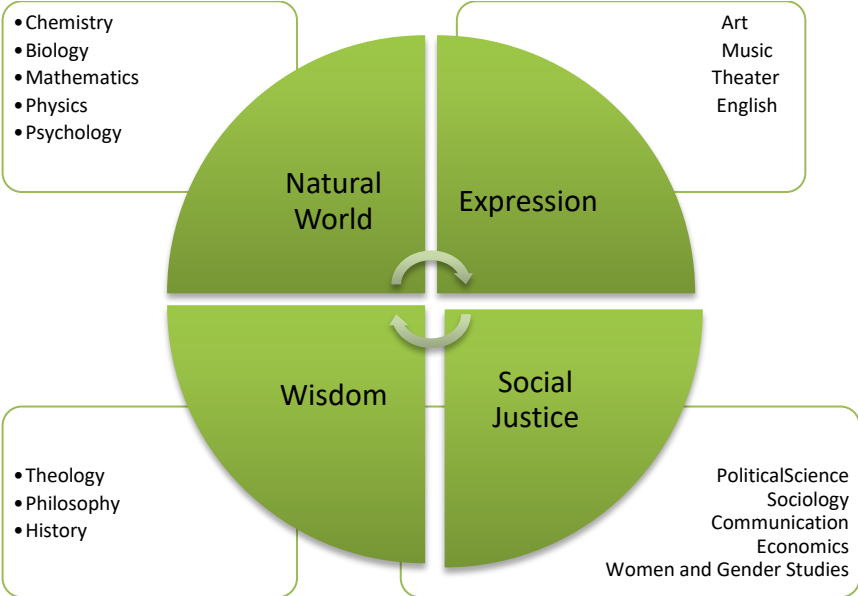 • Chemistry
• Biology
• Mathematics
• Physics
• Psychology
Art
Music
Theater
English
Natural
World
Expression
Wisdom
Social
Justice
• Theology
• Philosophy
• History
PoliticalScience
Sociology
Communication
Economics
Women and Gender Studies